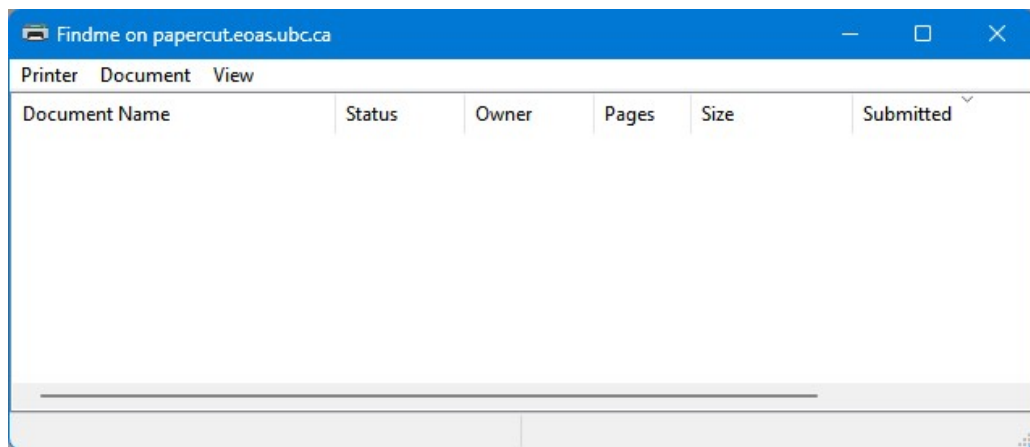 Findme on papercut.eoas.ubc.ca
Printer Document View
Document Name Status Owner Pages Size Submitted